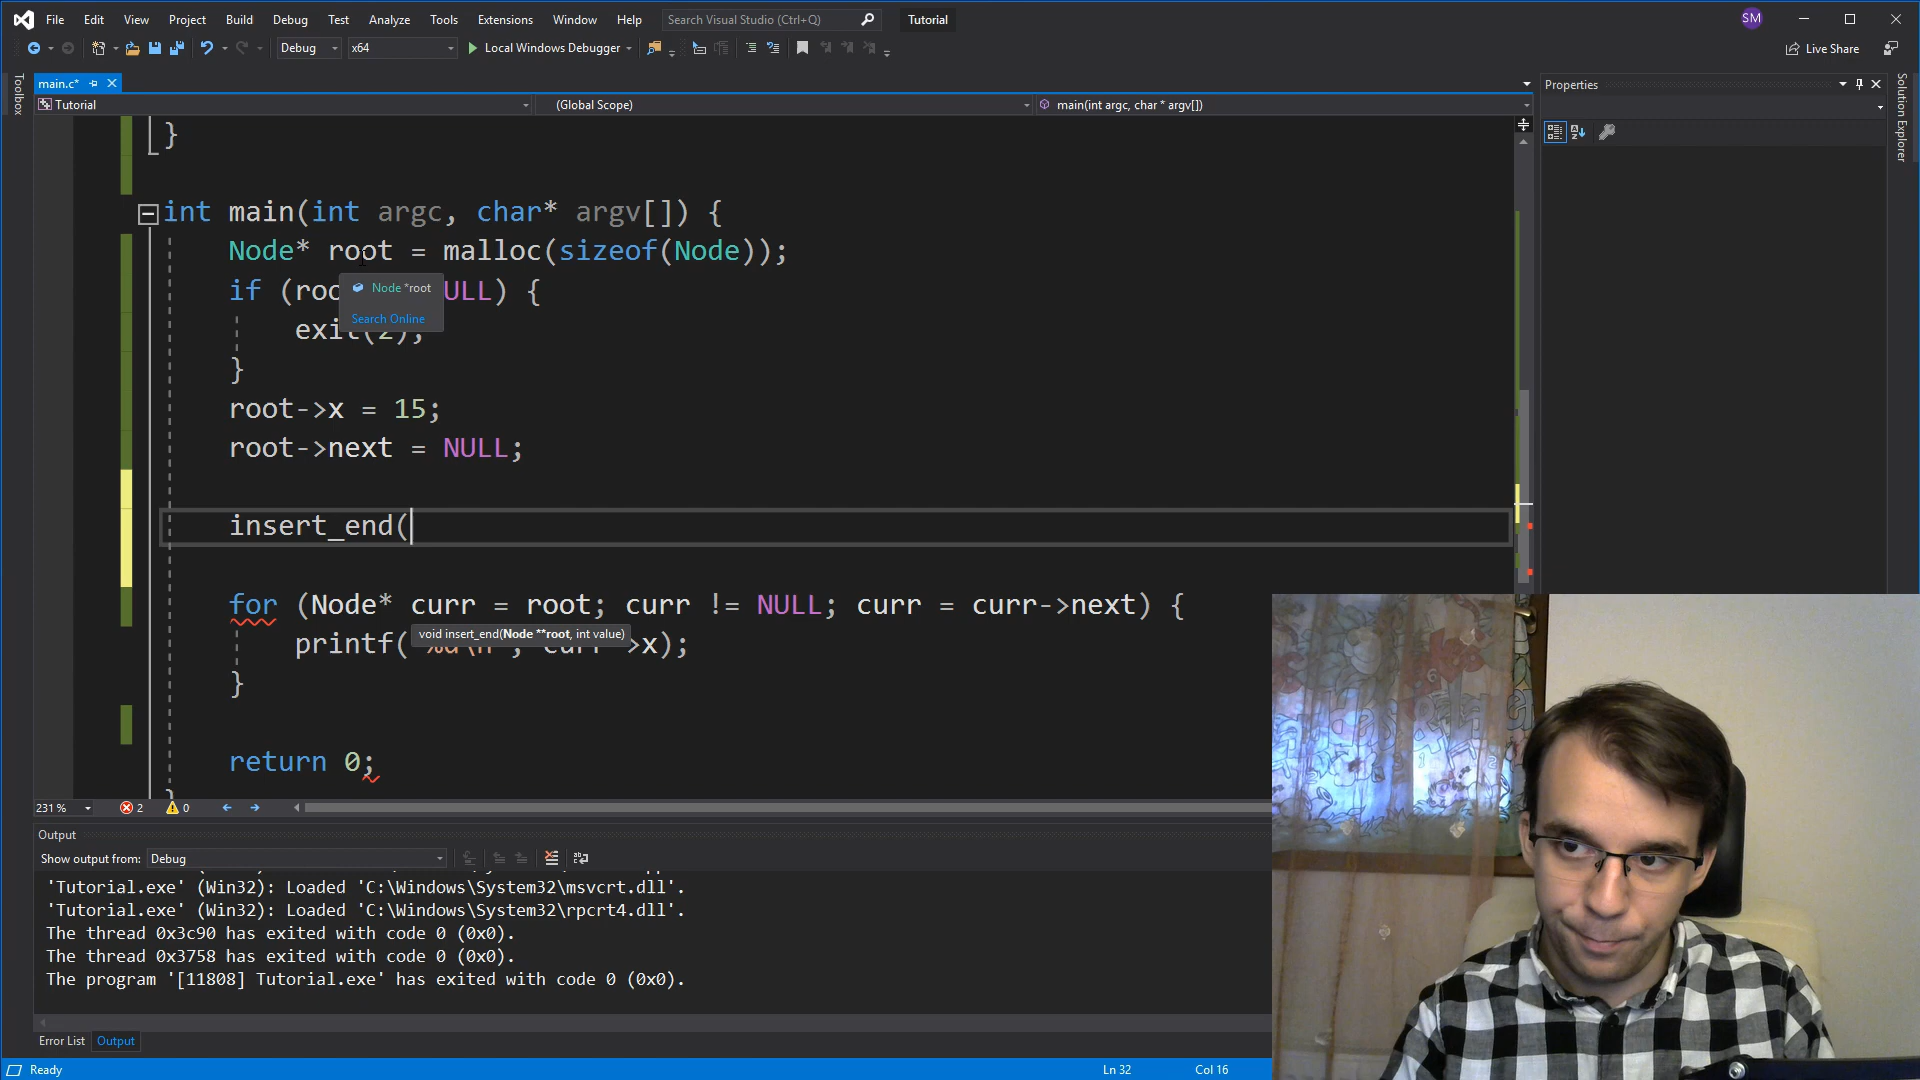 File Edit View Project Build Debug Test Analyze Tools Extensions Window Help Search Visual Studio (Ctrl+Q) Tutorial SM
Debug x64 Local Windows Debugger Live Share
Toolbox
main.c*
Tutorial (Global Scope) main(int argc, char * argv[])
}
int main(int argc, char* argv[]) {
Node* root = malloc(sizeof(Node));
if (roo ULL) {
Node *root
Search Online
exit(2);
}
root->x = 15;
root->next = NULL;
insert_end(
for (Node* curr = root; curr != NULL; curr = curr->next) {
void insert_end(Node **root, int value)
printf( >x);
}
return 0;
231 % 2 0
Output
Show output from: Debug
'Tutorial.exe' (Win32): Loaded 'C:\Windows\System32\msvcrt.dll'.
'Tutorial.exe' (Win32): Loaded 'C:\Windows\System32\rpcrt4.dll'.
The thread 0x3c90 has exited with code 0 (0x0).
The thread 0x3758 has exited with code 0 (0x0).
The program '[11808] Tutorial.exe' has exited with code 0 (0x0).
Error List Output
Ready Ln 32 Col 16
Properties
Solution Explorer